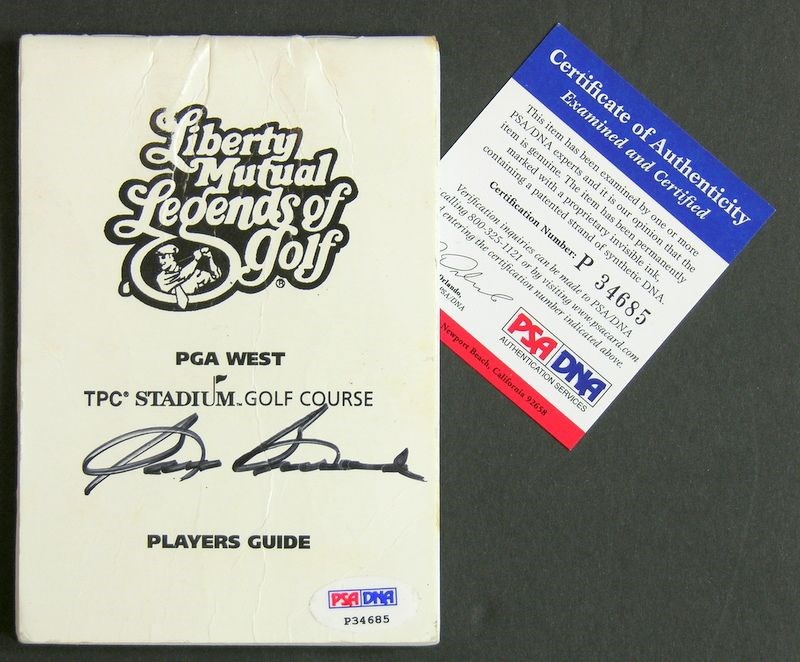 Liberty
Mutual
Legends of
Golf®
PGA WEST
TPC® STADIUM™ GOLF COURSE
PLAYERS GUIDE
PSA DNA
P34685
Certificate of Authenticity
Examined and Certified
This item has been examined by one or more
PSA/DNA experts and it is our opinion that the
item is genuine. The item has been permanently
marked with a proprietary invisible ink,
containing a patented strand of synthetic DNA.
Certification Number: P 34685
Verification inquiries can be made to PSA/DNA
calling 800-325-1121 or by visiting www.psacard.com
entering the certification number indicated above.
Orlando,
PSA/DNA
PSA DNA
AUTHENTICATION SERVICES
Newport Beach, California 92658